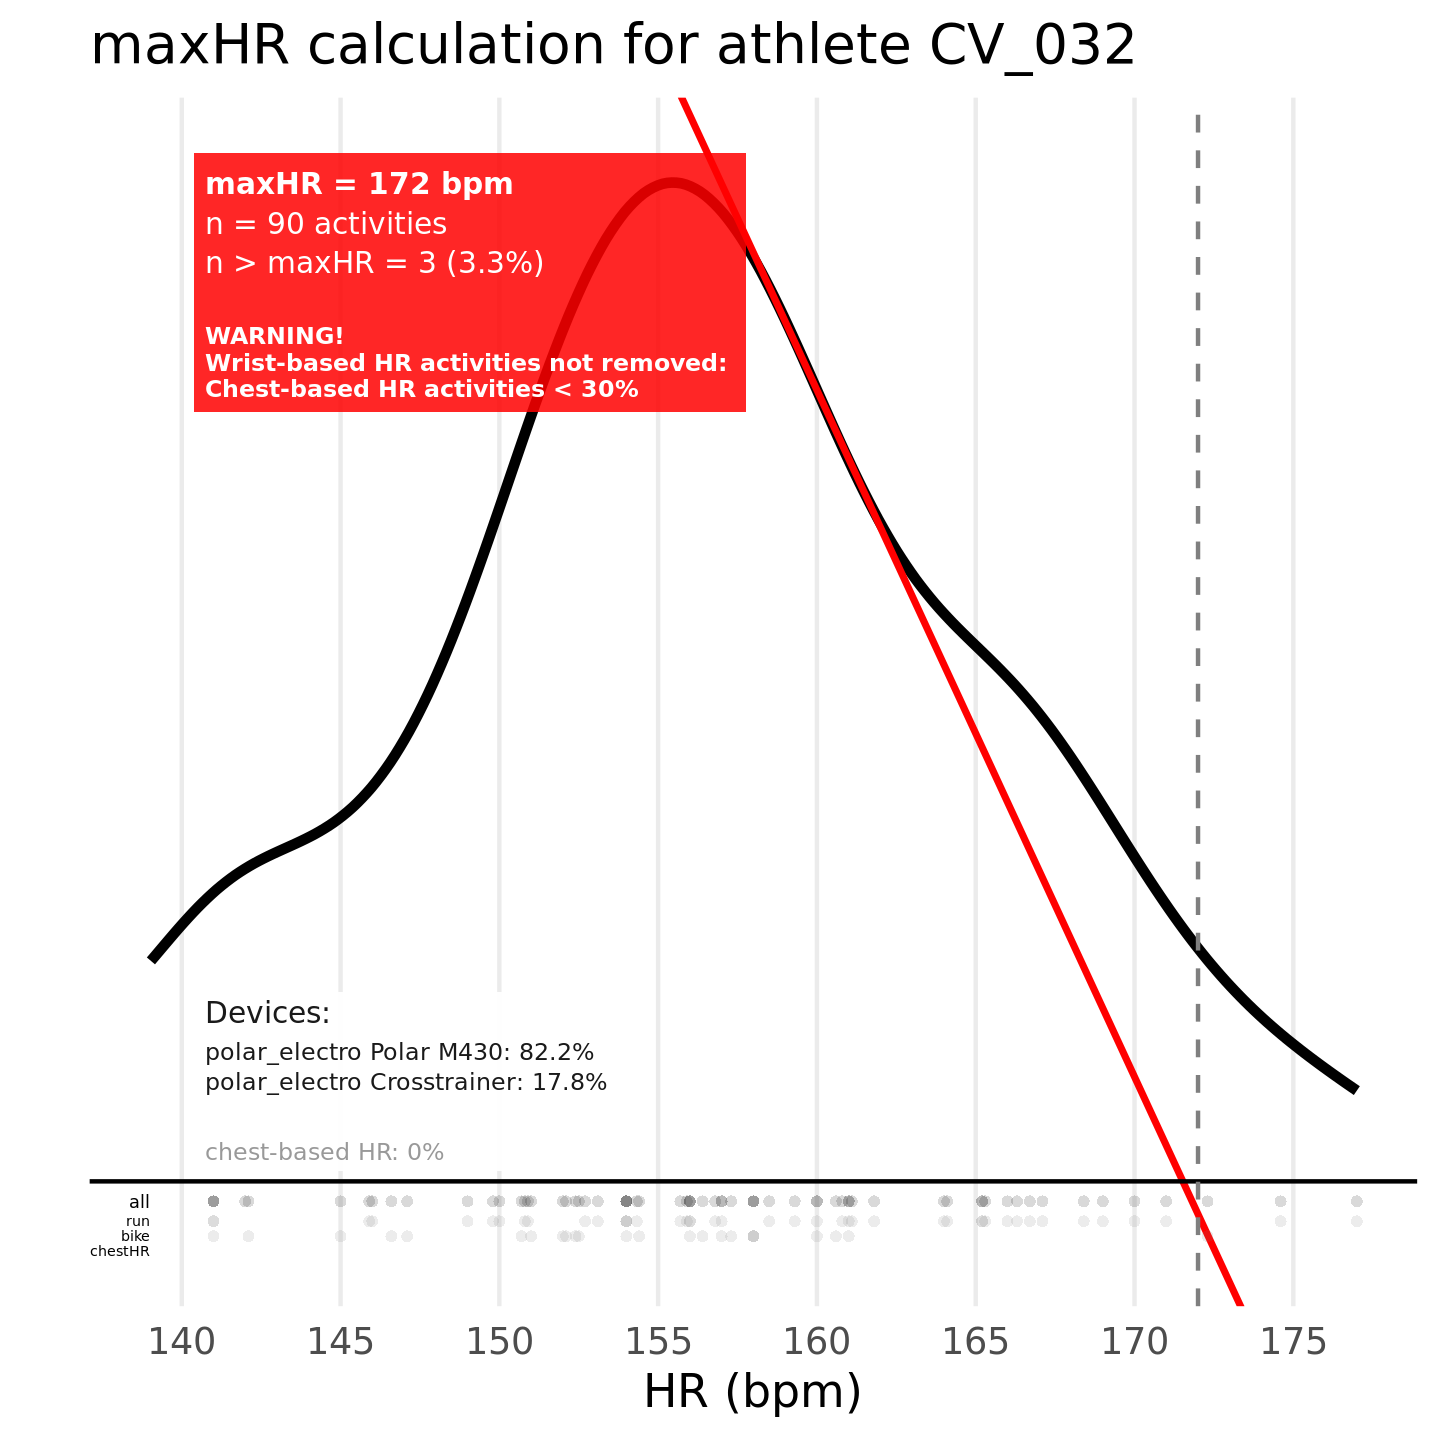 maxHR calculation for athlete CV_032
maxHR = 172 bpm
n = 90 activities
n > maxHR = 3 (3.3%)
WARNING!
Wrist-based HR activities not removed:
Chest-based HR activities < 30%
Devices:
polar_electro Polar M430: 82.2%
polar_electro Crosstrainer: 17.8%
chest-based HR: 0%
all
run
bike
chestHR
140 145 150 155 160 165 170 175
HR (bpm)